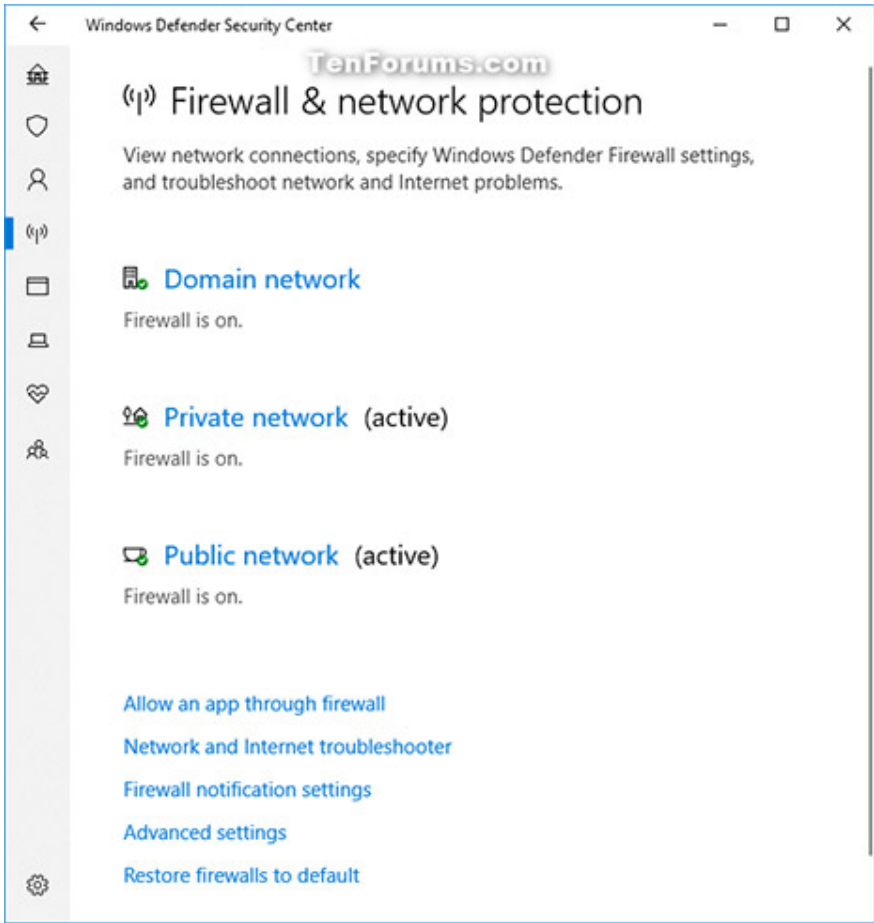 Windows Defender Security Center
TenForums.com
Firewall & network protection
View network connections, specify Windows Defender Firewall settings,
and troubleshoot network and Internet problems.
Domain network
Firewall is on.
Private network (active)
Firewall is on.
Public network (active)
Firewall is on.
Allow an app through firewall
Network and Internet troubleshooter
Firewall notification settings
Advanced settings
Restore firewalls to default